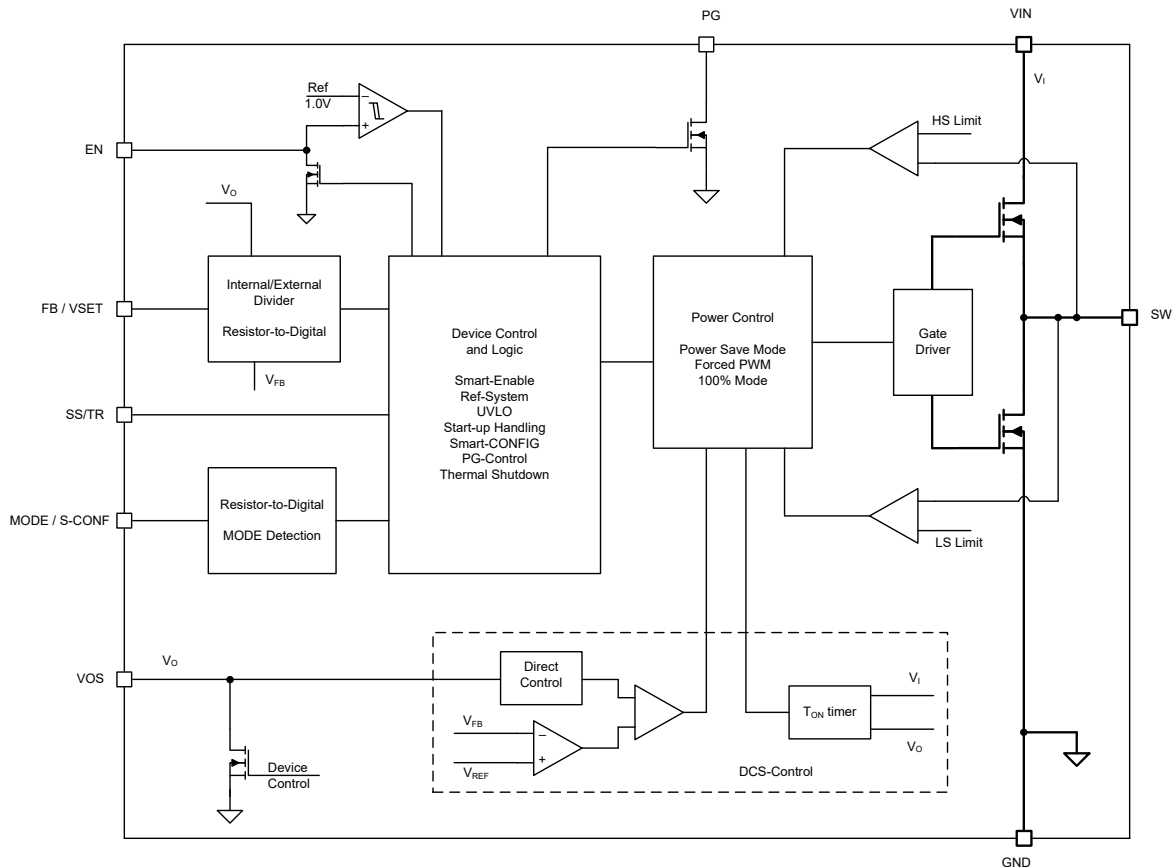 PG
VIN
VI
Ref
1.0V
HS Limit
EN
VO
Internal/External
Divider
Resistor-to-Digital
FB / VSET
VFB
Device Control
and Logic
Smart-Enable
Ref-System
UVLO
Start-up Handling
Smart-CONFIG
PG-Control
Thermal Shutdown
Power Control
Power Save Mode
Forced PWM
100% Mode
Gate
Driver
SW
SS/TR
MODE / S-CONF
Resistor-to-Digital
MODE Detection
LS Limit
VOS
VO
Direct
Control
VFB
VREF
TON timer
VI
VO
DCS-Control
Device
Control
GND